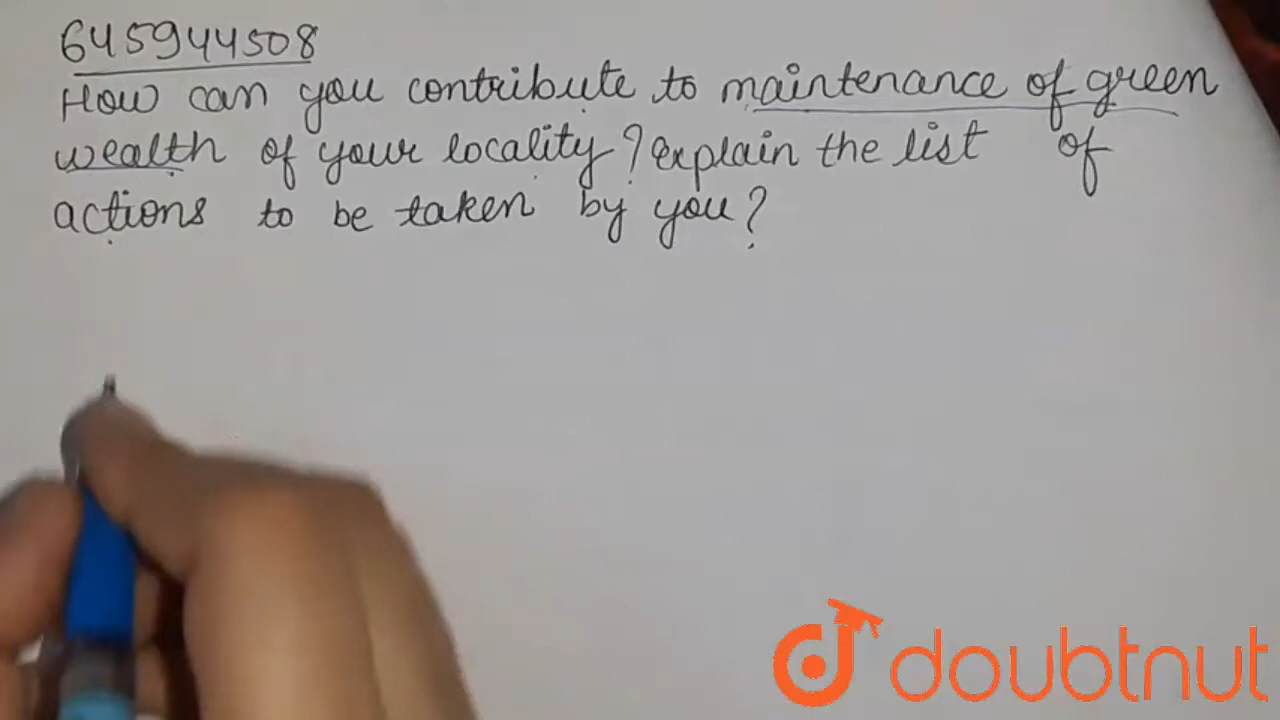 645944508
How can you contribute to maintenance of green
wealth of your locality? Explain the list of
actions to be taken by you?
doubtnut